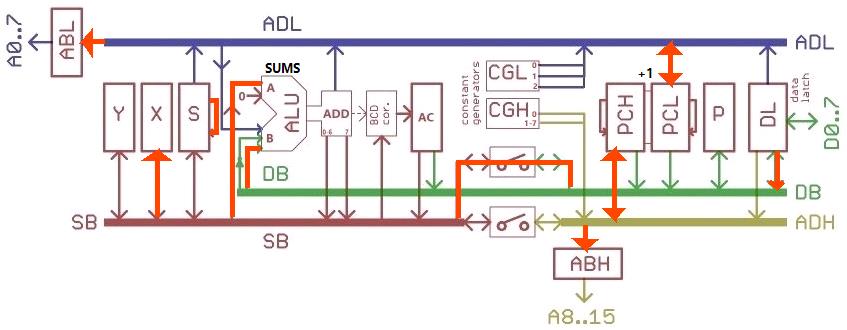 ADL
ADL
A0..7
ABL
SUMS
Y
X
S
0
A
B
ALU
ADD
0-6 7
BCD
cor.
AC
constant
generators
CGL
0
1
2
CGH
0
1-7
+1
PCH
PCL
P
DL
data
latch
D0..7
DB
DB
SB
SB
ADH
ABH
A8..15